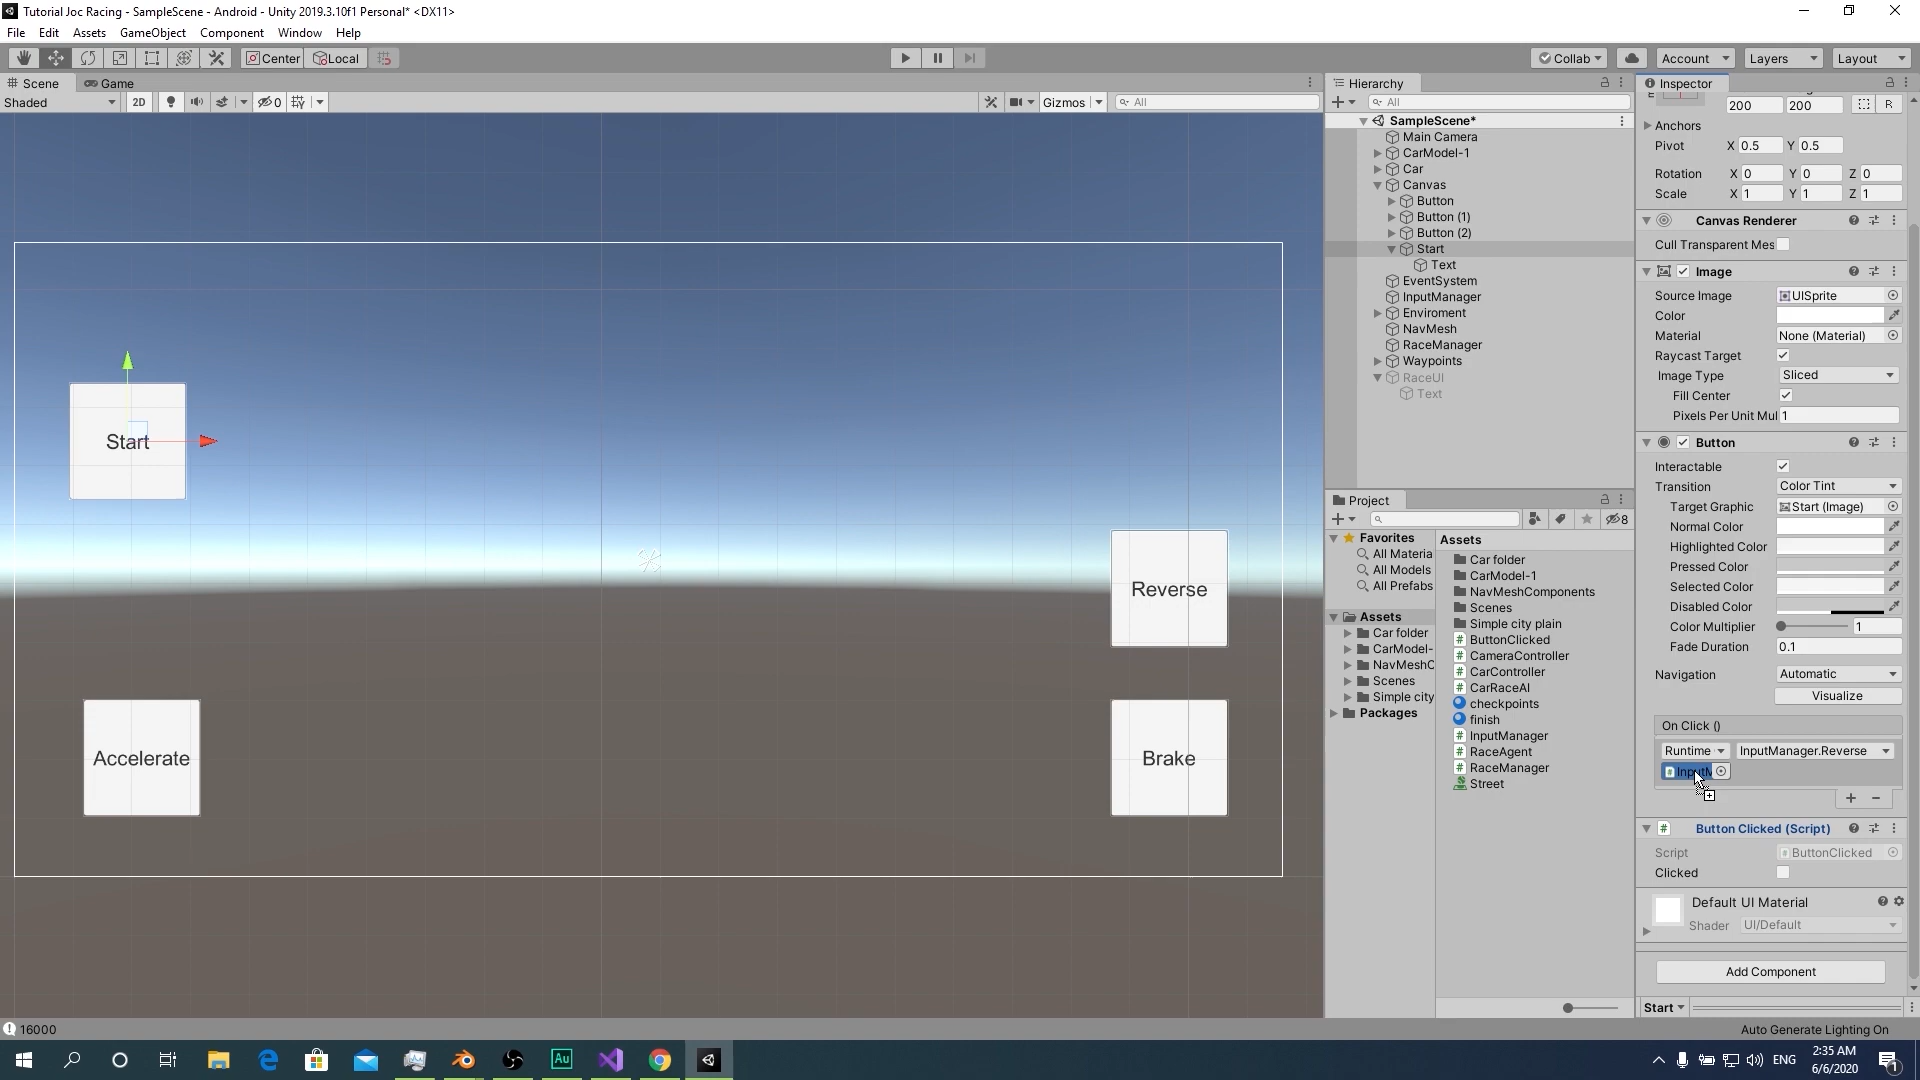 Tutorial Joc Racing - SampleScene - Android - Unity 2019.3.10f1 Personal* <DX11>
File Edit Assets GameObject Component Window Help
Center Local Collab Account Layers Layout
Scene Game
Shaded 2D 0 Gizmos All
Hierarchy
All
SampleScene*
Main Camera
CarModel-1
Car
Canvas
Button
Button (1)
Button (2)
Start
Text
EventSystem
InputManager
Enviroment
NavMesh
RaceManager
Waypoints
RaceUI
Text
Start
Reverse
Accelerate
Brake
Project
8
Favorites
All Materia
All Models
All Prefabs
Assets
Car folder
CarModel-
NavMeshC
Scenes
Simple city
Packages
Assets
Car folder
CarModel-1
NavMeshComponents
Scenes
Simple city plain
ButtonClicked
CameraController
CarController
CarRaceAI
checkpoints
finish
InputManager
RaceAgent
RaceManager
Street
Inspector
200 200 R
Anchors
Pivot X 0.5 Y 0.5
Rotation X 0 Y 0 Z 0
Scale X 1 Y 1 Z 1
Canvas Renderer
Cull Transparent Mes
Image
Source Image UISprite
Color
Material None (Material)
Raycast Target
Image Type Sliced
Fill Center
Pixels Per Unit Mul 1
Button
Interactable
Transition Color Tint
Target Graphic Start (Image)
Normal Color
Highlighted Color
Pressed Color
Selected Color
Disabled Color
Color Multiplier 1
Fade Duration 0.1
Navigation Automatic
Visualize
On Click ()
Runtime InputManager.Reverse
InputM
Button Clicked (Script)
Script ButtonClicked
Clicked
Default UI Material
Shader UI/Default
Add Component
Start
16000
Auto Generate Lighting On
Au
ENG
2:35 AM
6/6/2020
1